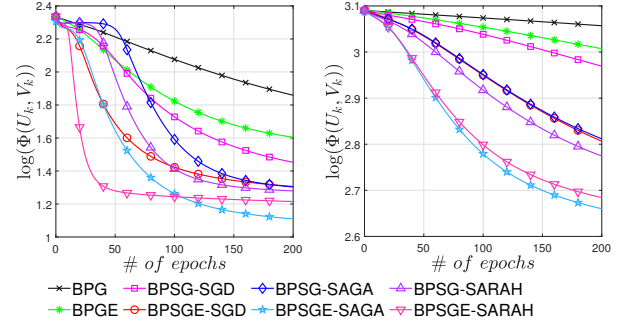 2.4
2.2
2
1.8
1.6
1.4
1.2
1
log(Φ(U_k, V_k))
0 50 100 150 200
# of epochs
3.1
3
2.9
2.8
2.7
2.6
log(Φ(U_k, V_k))
0 50 100 150 200
# of epochs
BPG BPSG-SGD BPSG-SAGA BPSG-SARAH
BPGE BPSGE-SGD BPSGE-SAGA BPSGE-SARAH